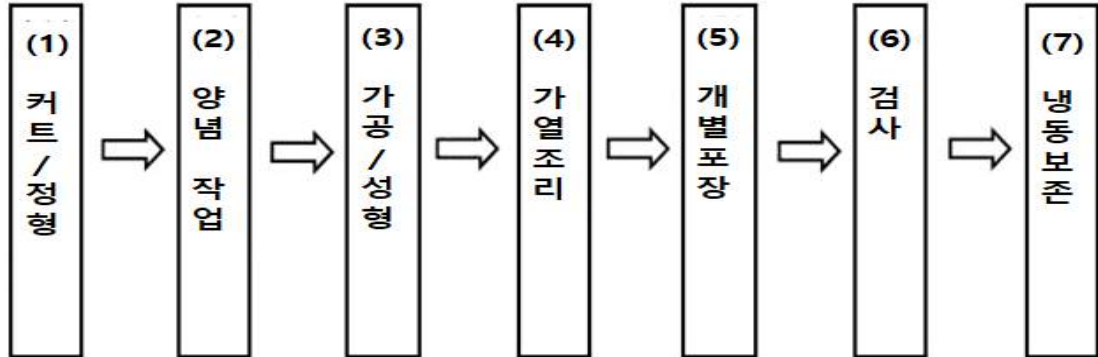 (1) 커트/정형
(2) 양념 작업
(3) 가공/성형
(4) 가열조리
(5) 개별포장
(6) 검사
(7) 냉동보존